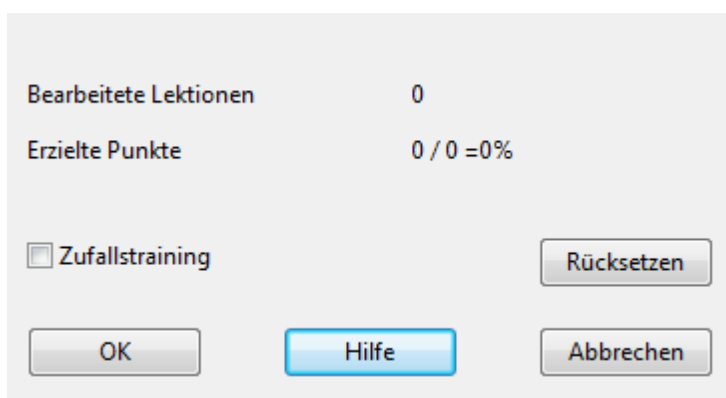 Bearbeitete Lektionen 0
Erzielte Punkte 0 / 0 =0%
Zufallstraining Rücksetzen
OK Hilfe Abbrechen